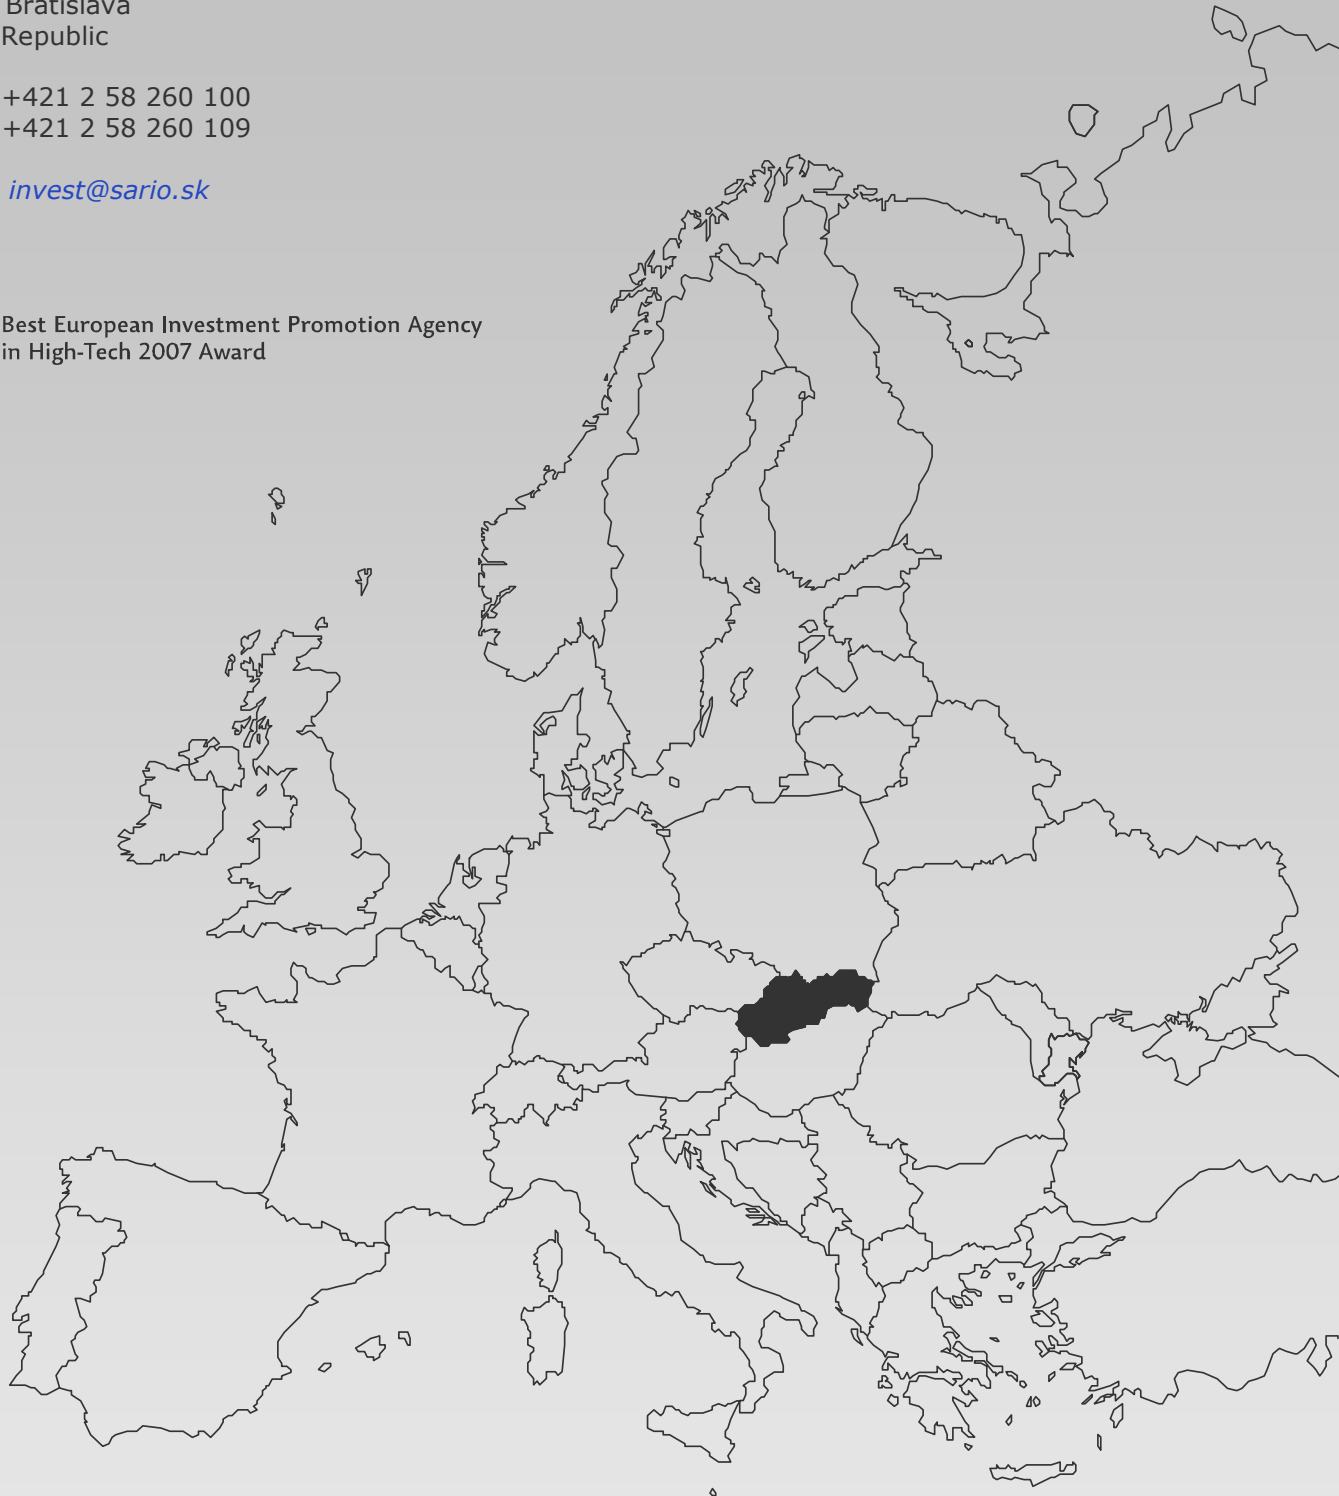 Bratislava
Republic
+421 2 58 260 100
+421 2 58 260 109
invest@sario.sk
Best European Investment Promotion Agency
in High-Tech 2007 Award